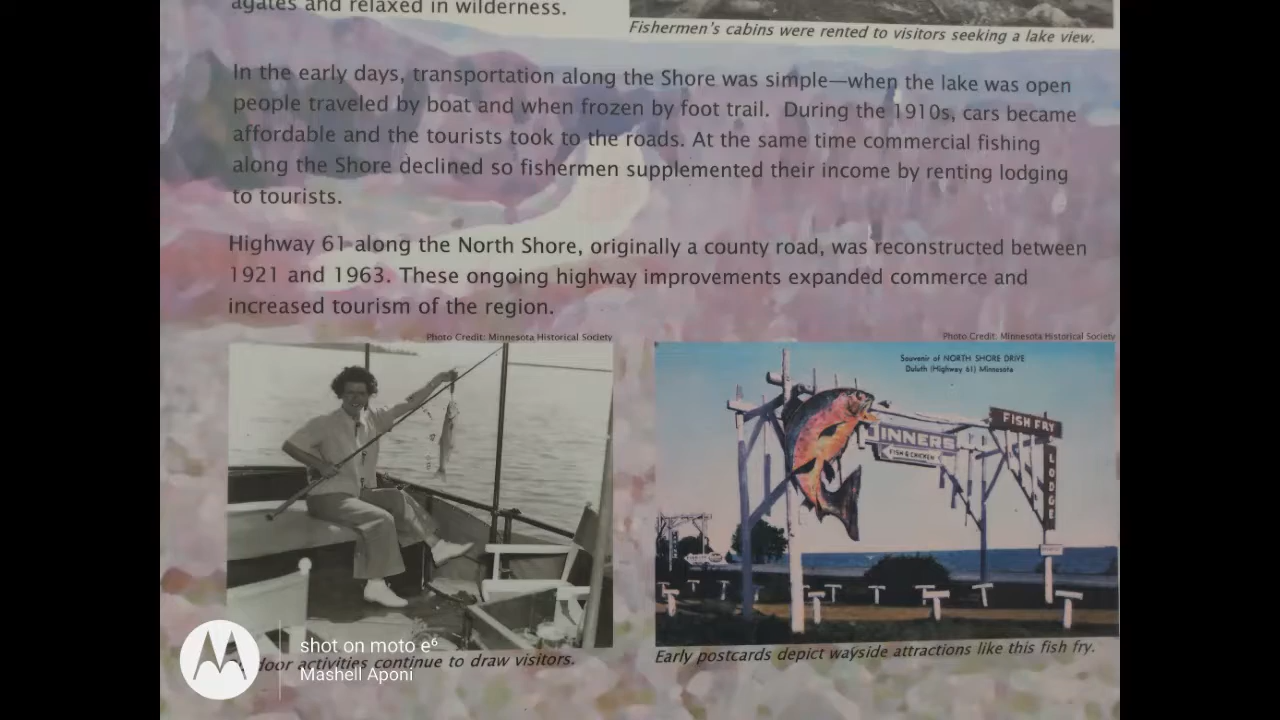 agates and relaxed in wilderness.
Fishermen's cabins were rented to visitors seeking a lake view.
In the early days, transportation along the Shore was simple—when the lake was open
people traveled by boat and when frozen by foot trail. During the 1910s, cars became
affordable and the tourists took to the roads. At the same time commercial fishing
along the Shore declined so fishermen supplemented their income by renting lodging
to tourists.
Highway 61 along the North Shore, originally a county road, was reconstructed between
1921 and 1963. These ongoing highway improvements expanded commerce and
increased tourism of the region.
Photo Credit: Minnesota Historical Society
Photo Credit: Minnesota Historical Society
Souvenir of NORTH SHORE DRIVE
Duluth (Highway 61) Minnesota
FISH FRY
DINNERS
FISH & CHICKEN
LODGE
door activities continue to draw visitors.
Early postcards depict wayside attractions like this fish fry.
shot on moto e⁶
Mashell Aponi